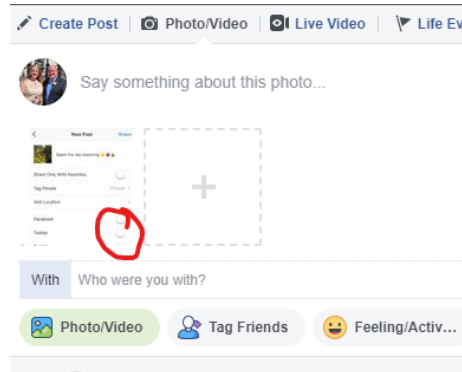 Create Post Photo/Video Live Video Life Ev
Say something about this photo...
New Post Share
Spent the day exploring
Share Only With Favorites
Tag People
Add Location
Facebook
Twitter
With Who were you with?
Photo/Video Tag Friends Feeling/Activ...